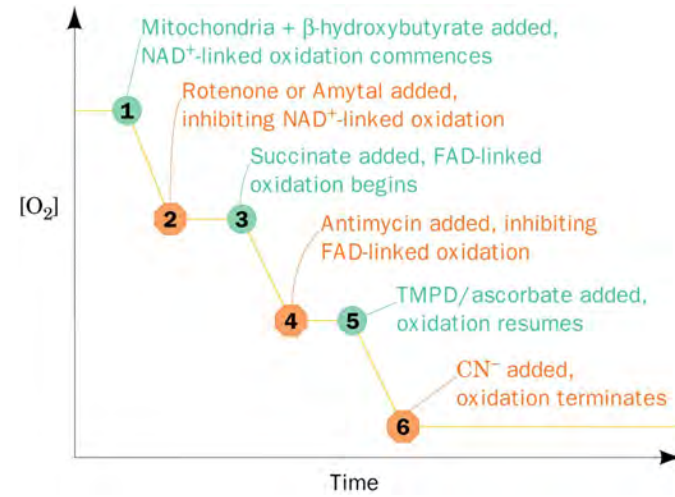 Mitochondria + β-hydroxybutyrate added,
NAD⁺-linked oxidation commences
1
Rotenone or Amytal added,
inhibiting NAD⁺-linked oxidation
Succinate added, FAD-linked
oxidation begins
[O₂]
2
3
Antimycin added, inhibiting
FAD-linked oxidation
TMPD/ascorbate added,
oxidation resumes
4
5
CN⁻ added,
oxidation terminates
6
Time